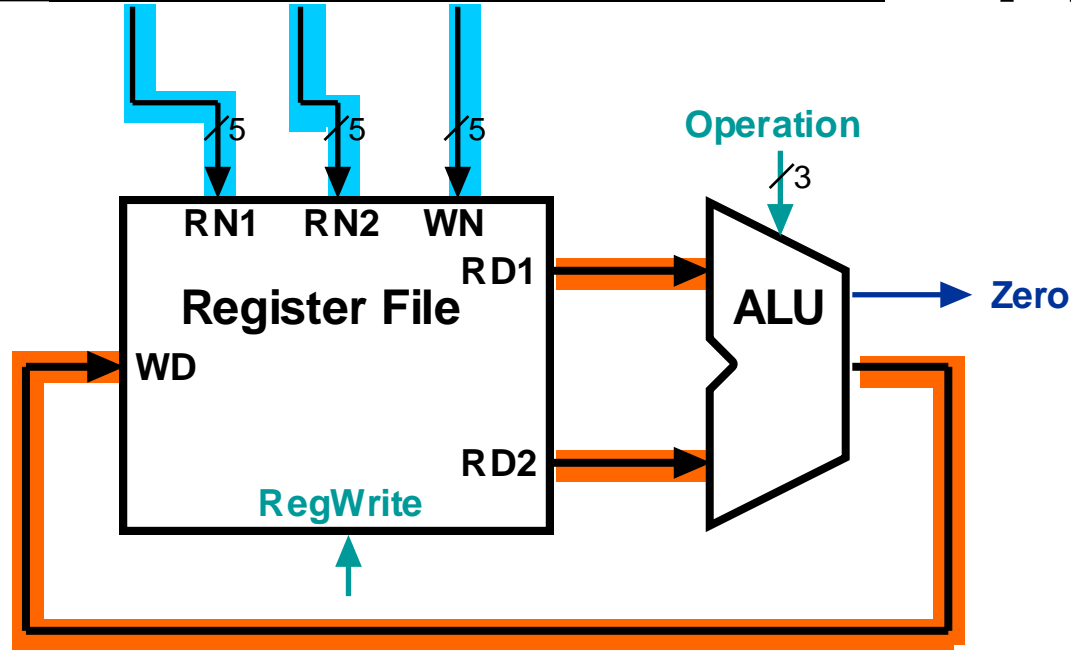 5
5
5
Operation
3
RN1
RN2
WN
RD1
Register File
ALU
Zero
WD
RD2
RegWrite